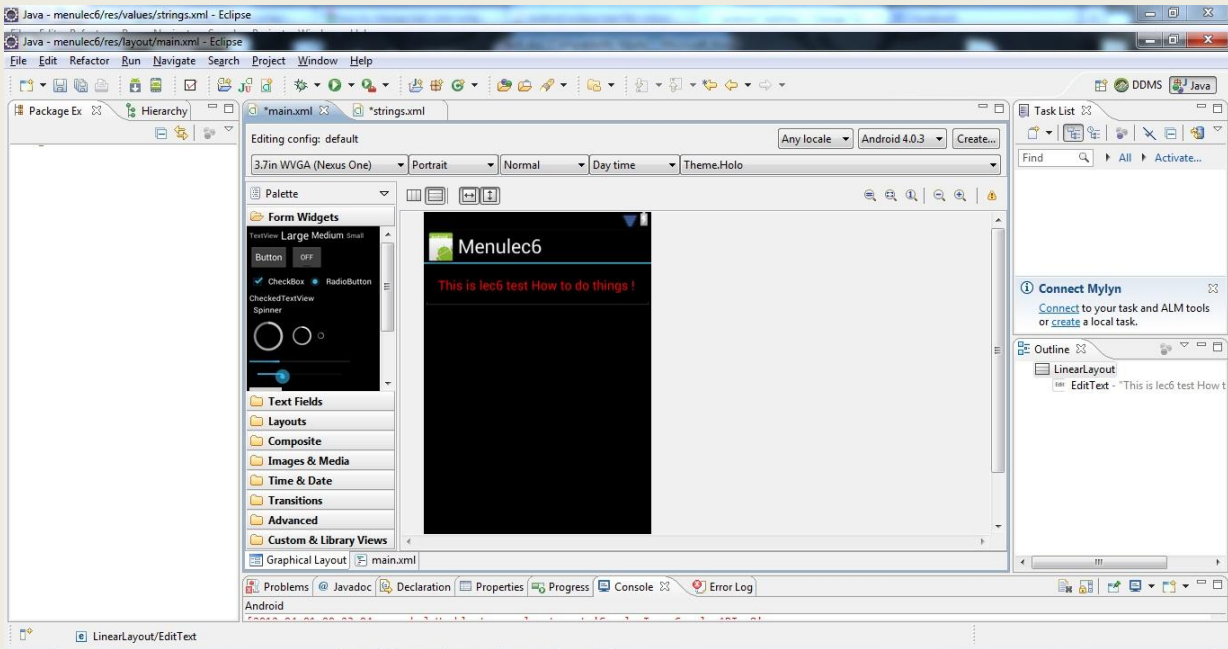 Java - menulec6/res/values/strings.xml - Eclipse
Java - menulec6/res/layout/main.xml - Eclipse
File Edit Refactor Run Navigate Search Project Window Help
DDMS Java
Package Ex Hierarchy
*main.xml *strings.xml
Task List
Editing config: default
Any locale Android 4.0.3 Create...
3.7in WVGA (Nexus One) Portrait Normal Day time Theme.Holo
Find All Activate...
Palette
Form Widgets
TextView Large Medium Small
Button OFF
CheckBox RadioButton
CheckedTextView
Spinner
Text Fields
Layouts
Composite
Images & Media
Time & Date
Transitions
Advanced
Custom & Library Views
Menulec6
This is lec6 test How to do things !
Graphical Layout main.xml
Connect Mylyn
Connect to your task and ALM tools
or create a local task.
Outline
LinearLayout
EditText - "This is lec6 test How t
Problems Javadoc Declaration Properties Progress Console Error Log
Android
LinearLayout/EditText